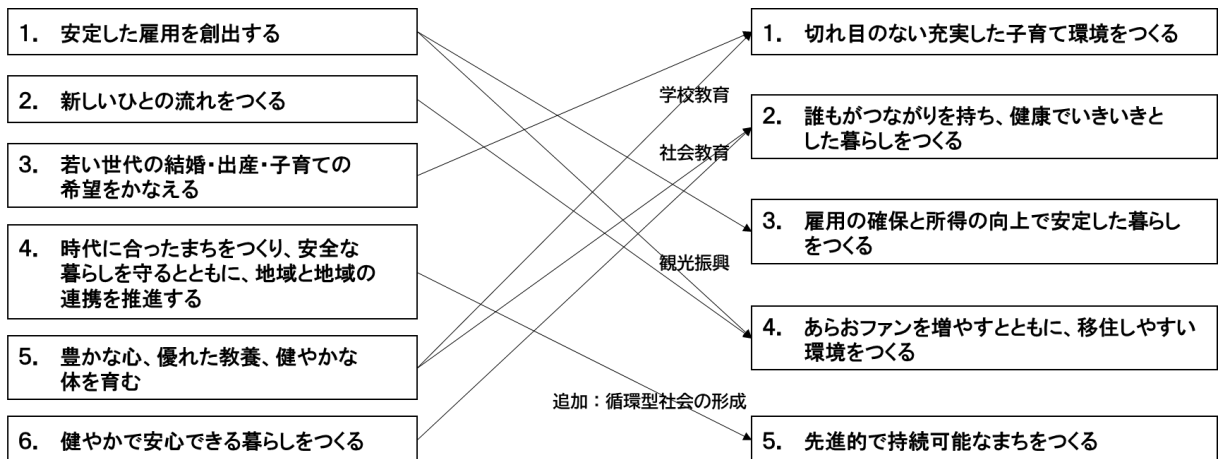 1. 安定した雇用を創出する
2. 新しいひとの流れをつくる
3. 若い世代の結婚・出産・子育ての
希望をかなえる
4. 時代に合ったまちをつくり、安全な
暮らしを守るとともに、地域と地域の
連携を推進する
5. 豊かな心、優れた教養、健やかな
体を育む
6. 健やかで安心できる暮らしをつくる
学校教育
社会教育
観光振興
追加：循環型社会の形成
1. 切れ目のない充実した子育て環境をつくる
2. 誰もがつながりを持ち、健康でいきいきと
した暮らしをつくる
3. 雇用の確保と所得の向上で安定した暮らし
をつくる
4. あらおファンを増やすとともに、移住しやすい
環境をつくる
5. 先進的で持続可能なまちをつくる